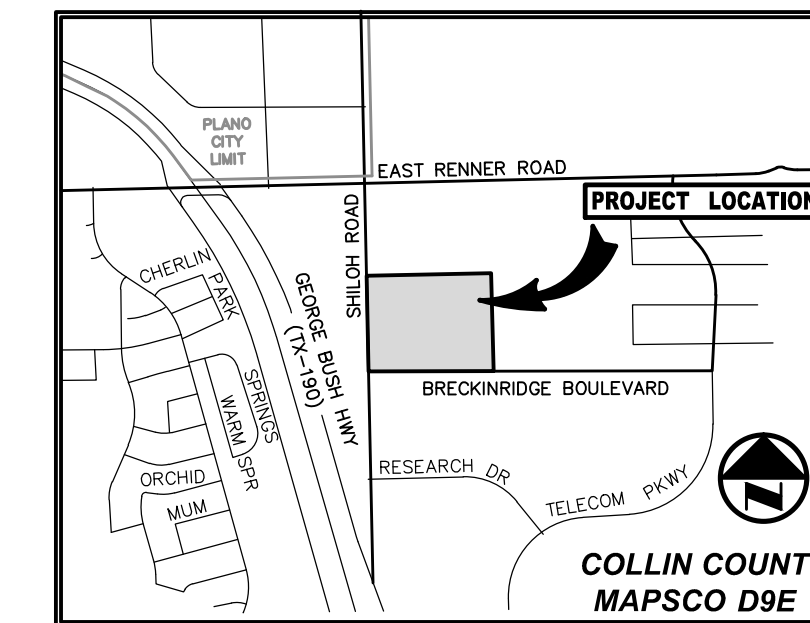 PLANO
CITY
LIMIT
EAST RENNER ROAD
PROJECT LOCATION
SHILOH ROAD
CHERLIN
PARK
GEORGE BUSH HWY
(TX-190)
SPRINGS
WARM SPR
BRECKINRIDGE BOULEVARD
ORCHID
MUM
RESEARCH DR
TELECOM PKWY
N
COLLIN COUNT
MAPSCO D9E